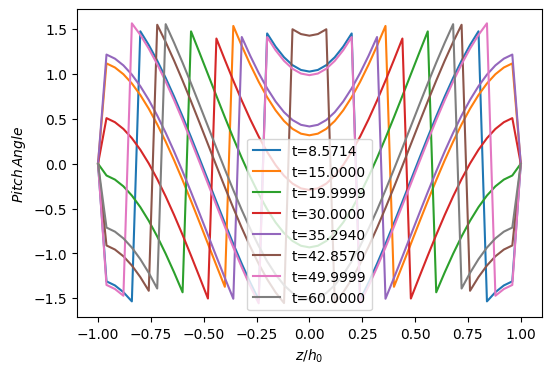 1.5
1.0
0.5
0.0
-0.5
-1.0
-1.5
Pitch Angle
t=8.5714
t=15.0000
t=19.9999
t=30.0000
t=35.2940
t=42.8570
t=49.9999
t=60.0000
-1.00 -0.75 -0.50 -0.25 0.00 0.25 0.50 0.75 1.00
z/h₀